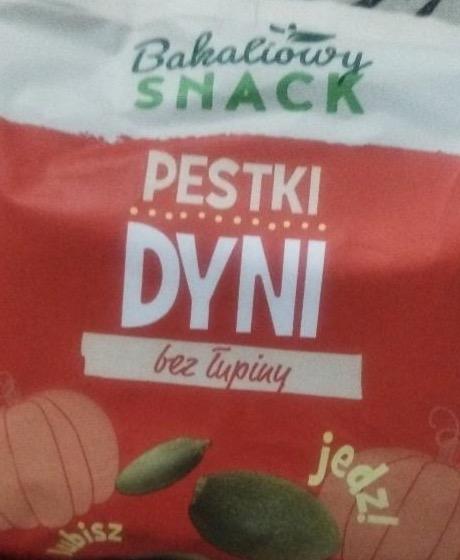 Bakaliowy
SNACK
PESTKI
DYNI
bez łupiny
jedz!
lubisz